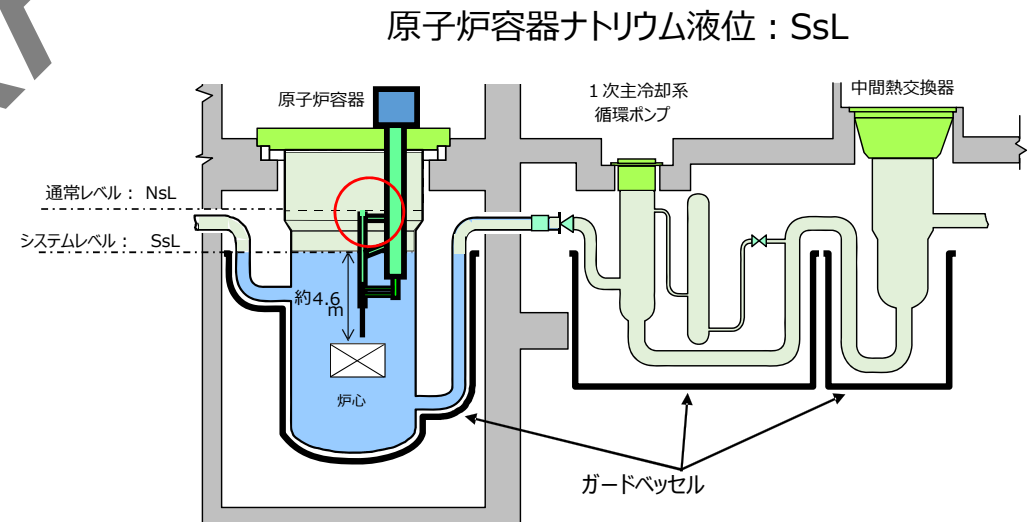 原子炉容器ナトリウム液位：SsL
原子炉容器
１次主冷却系
循環ポンプ
中間熱交換器
通常レベル： NsL
システムレベル： SsL
約4.6
m
炉心
ガードベッセル